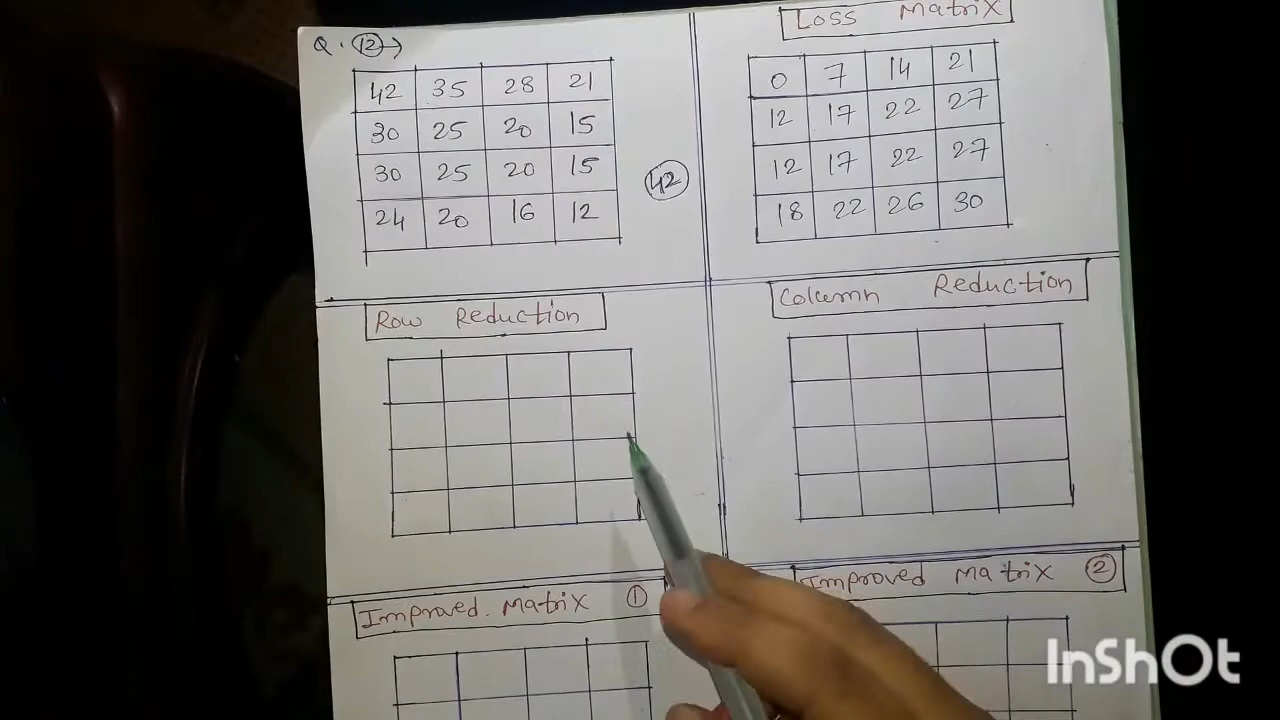 Q. 12 →
42 35 28 21
30 25 20 15
30 25 20 15
24 20 16 12
42
Loss Matrix
0 7 14 21
12 17 22 27
12 17 22 27
18 22 26 30
Row Reduction
Column Reduction
Improved. Matrix 1
Improved Matrix 2
InShOt